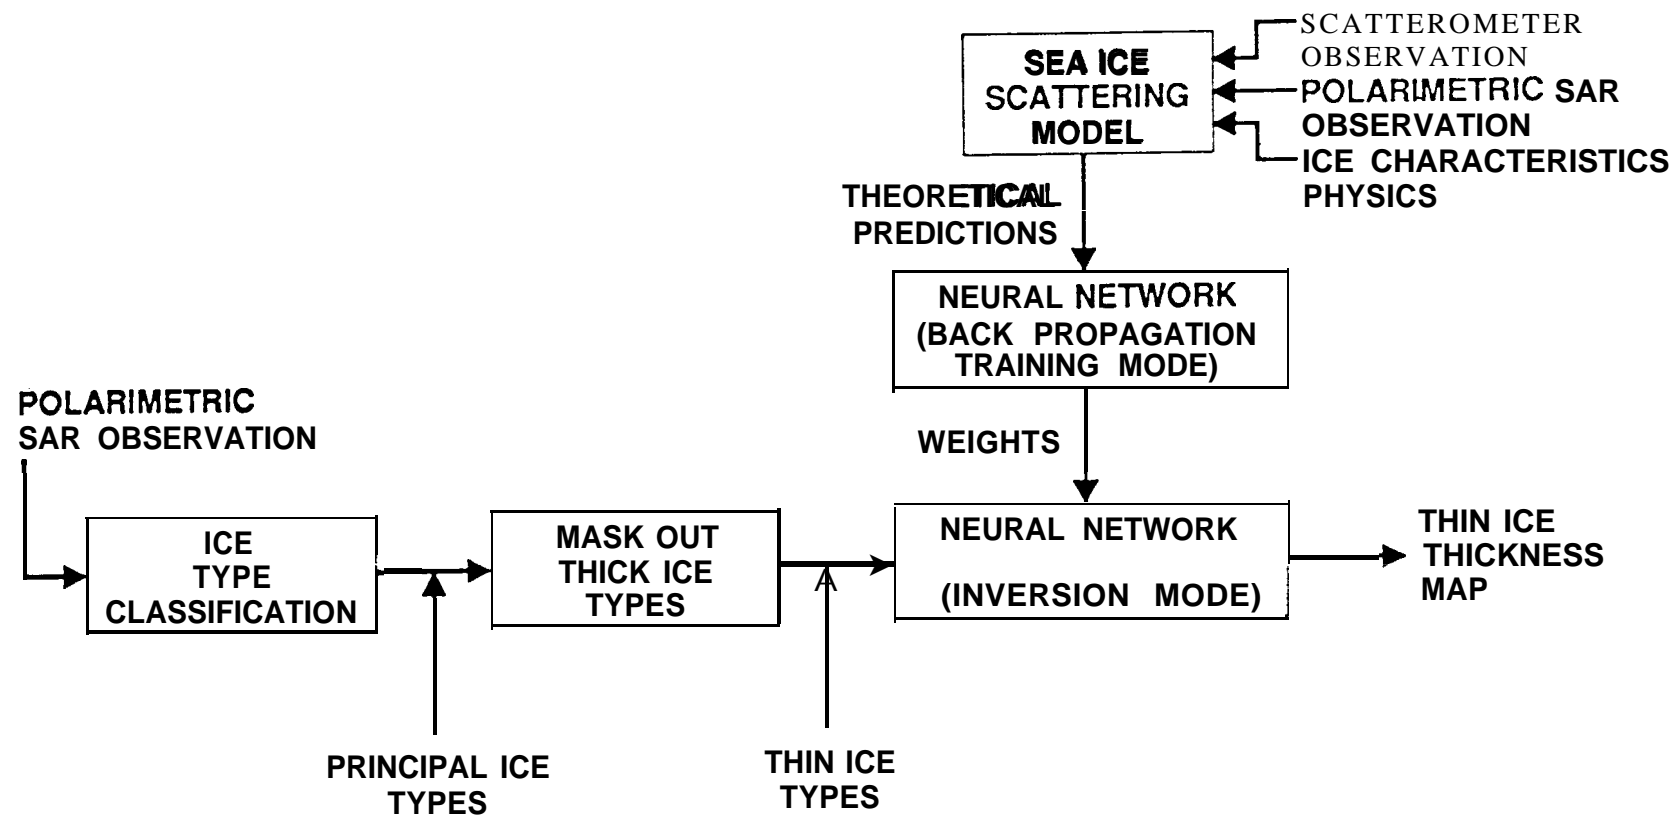 SEA ICE
SCATTERING
MODEL
SCATTEROMETER
OBSERVATION
POLARIMETRIC SAR
OBSERVATION
ICE CHARACTERISTICS
PHYSICS
THEORETICAL
PREDICTIONS
NEURAL NETWORK
(BACK PROPAGATION
TRAINING MODE)
WEIGHTS
POLARIMETRIC
SAR OBSERVATION
ICE
TYPE
CLASSIFICATION
MASK OUT
THICK ICE
TYPES
NEURAL NETWORK
(INVERSION MODE)
THIN ICE
THICKNESS
MAP
PRINCIPAL ICE
TYPES
THIN ICE
TYPES